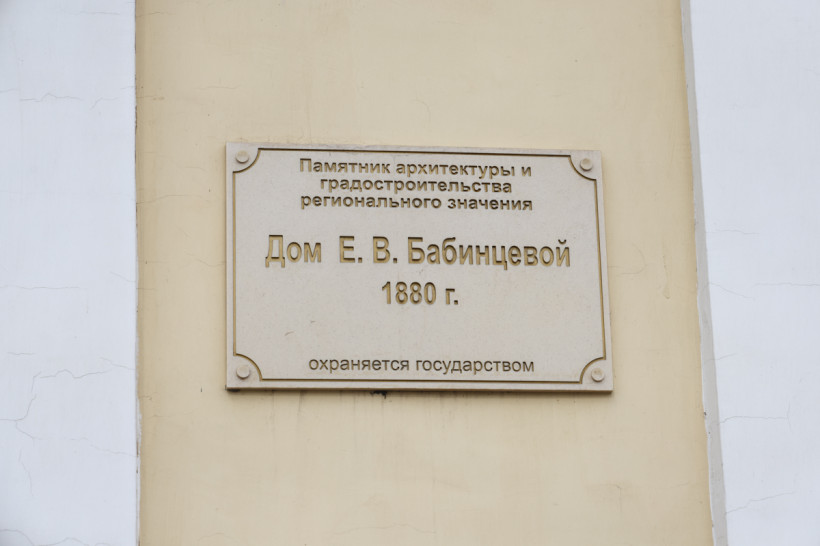 Памятник архитектуры и
градостроительства
регионального значения
Дом Е. В. Бабинцевой
1880 г.
охраняется государством